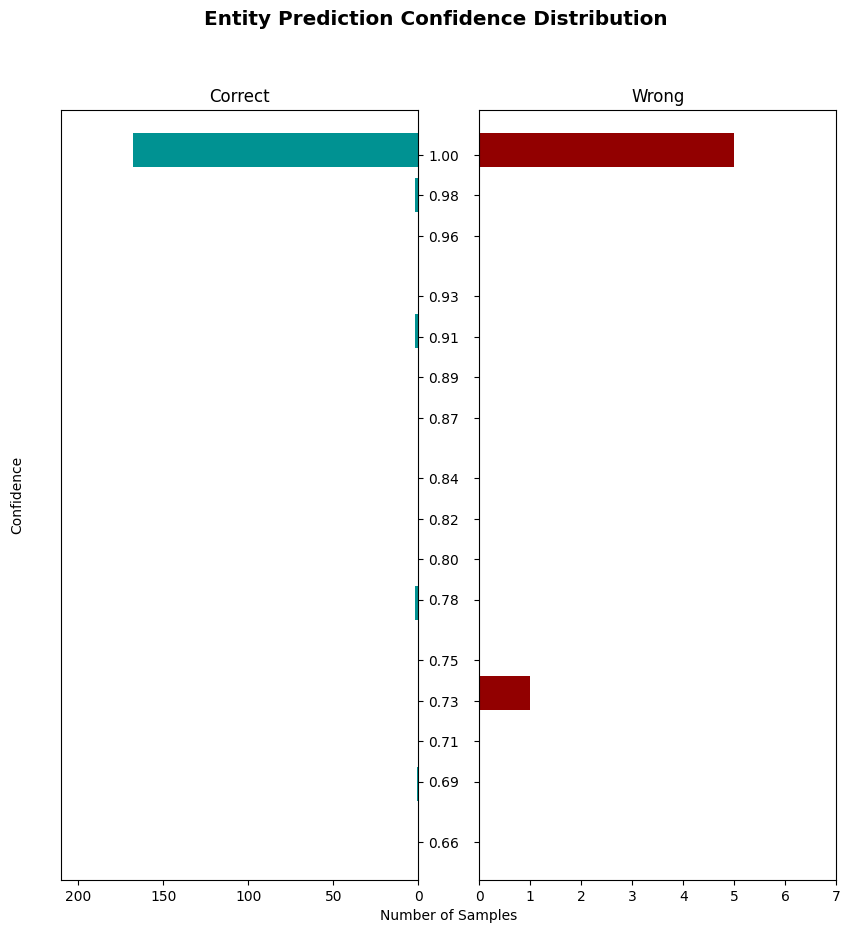 Entity Prediction Confidence Distribution
Correct
Wrong
1.00
0.98
0.96
0.93
0.91
0.89
0.87
0.84
0.82
0.80
0.78
0.75
0.73
0.71
0.69
0.66
Confidence
200 150 100 50 0
0 1 2 3 4 5 6 7
Number of Samples